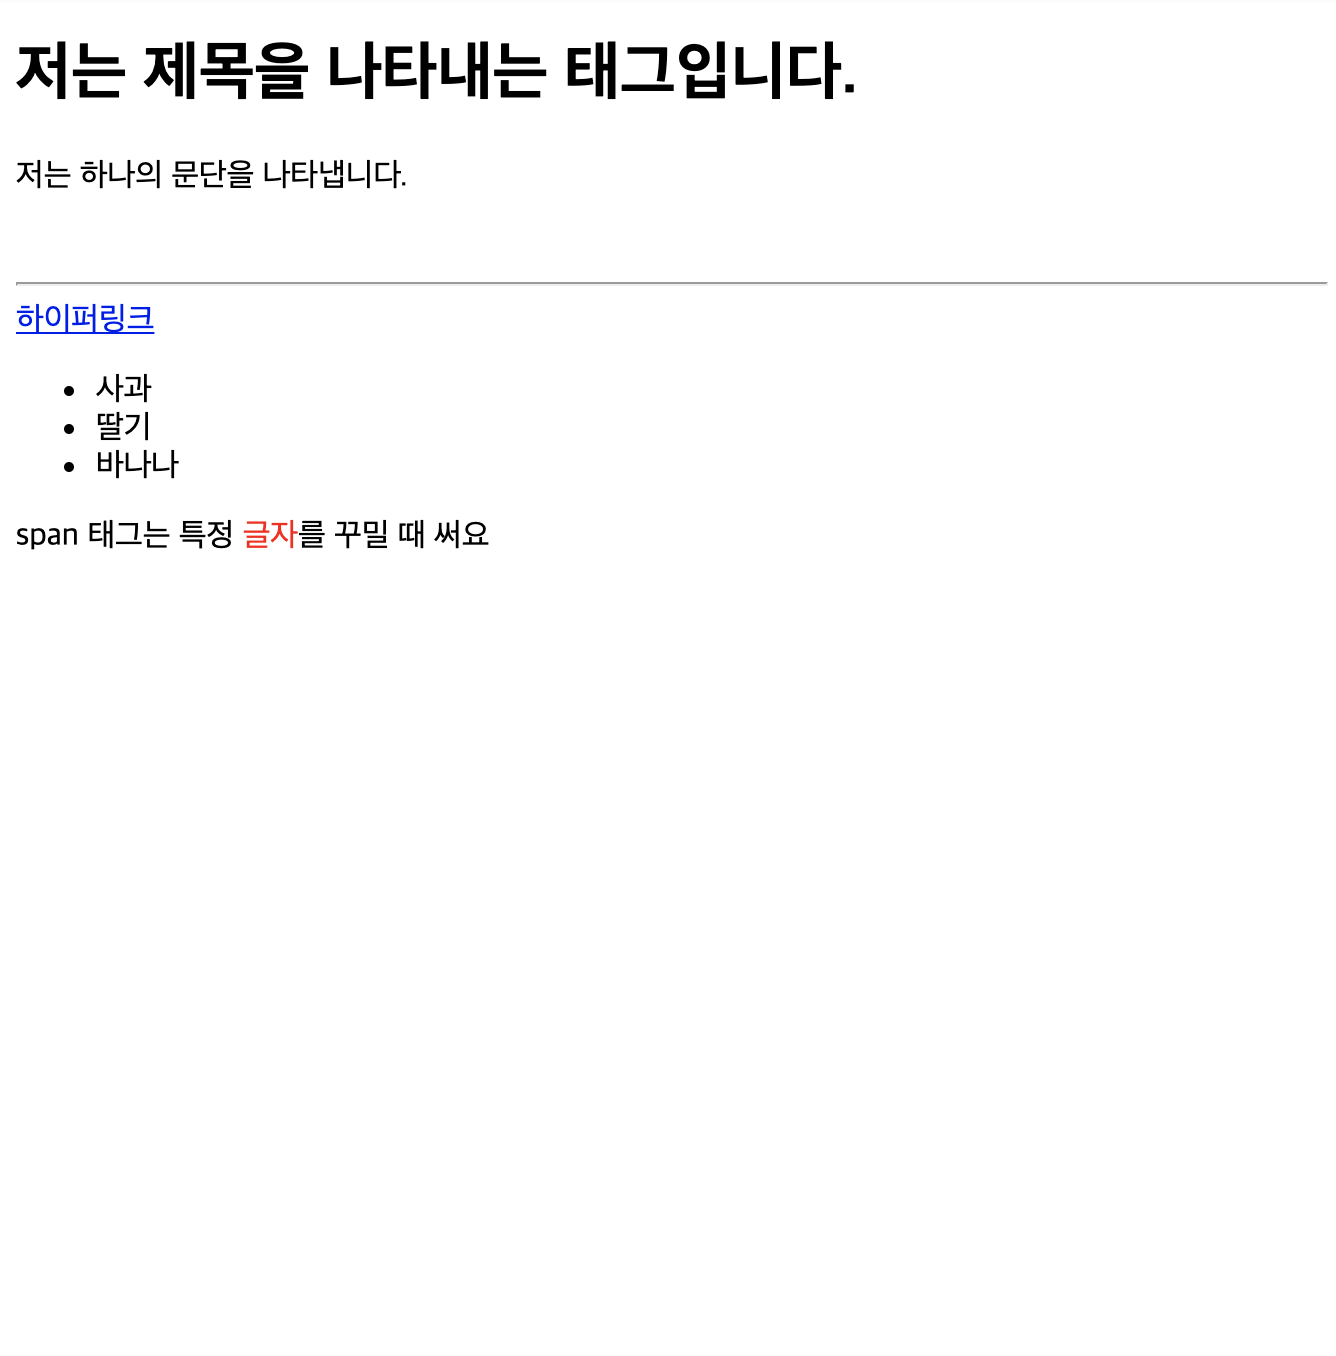 저는 제목을 나타내는 태그입니다.
저는 하나의 문단을 나타냅니다.
하이퍼링크
• 사과
• 딸기
• 바나나
span 태그는 특정 글자를 꾸밀 때 써요